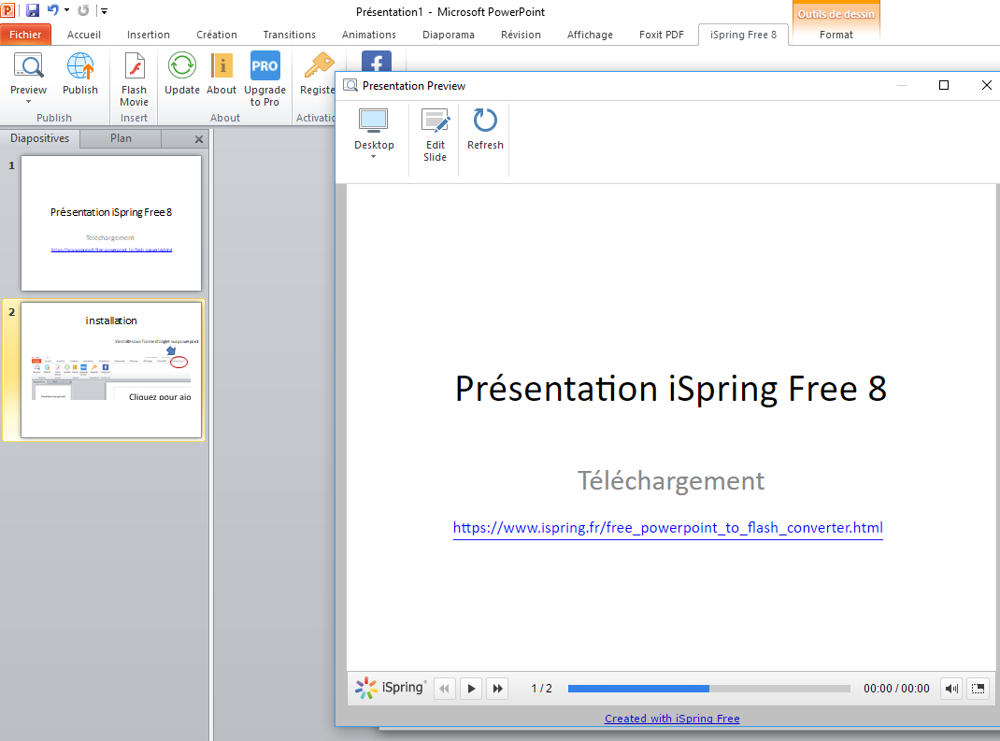 Présentation1 - Microsoft PowerPoint
Outils de dessin
Fichier Accueil Insertion Création Transitions Animations Diaporama Révision Affichage Foxit PDF iSpring Free 8 Format
PRO
Preview Publish Flash Movie Update About Upgrade to Pro Registe
Publish Insert About Activatio
Presentation Preview
Desktop Edit Slide Refresh
Diapositives Plan
1
Présentation iSpring Free 8
Téléchargement
https://www.ispring.fr/free_powerpoint_to_flash_converter.html
2
installation
Cliquez pour ajo
Présentation iSpring Free 8
Téléchargement
https://www.ispring.fr/free_powerpoint_to_flash_converter.html
iSpring 1 / 2 00:00 / 00:00
Created with iSpring Free